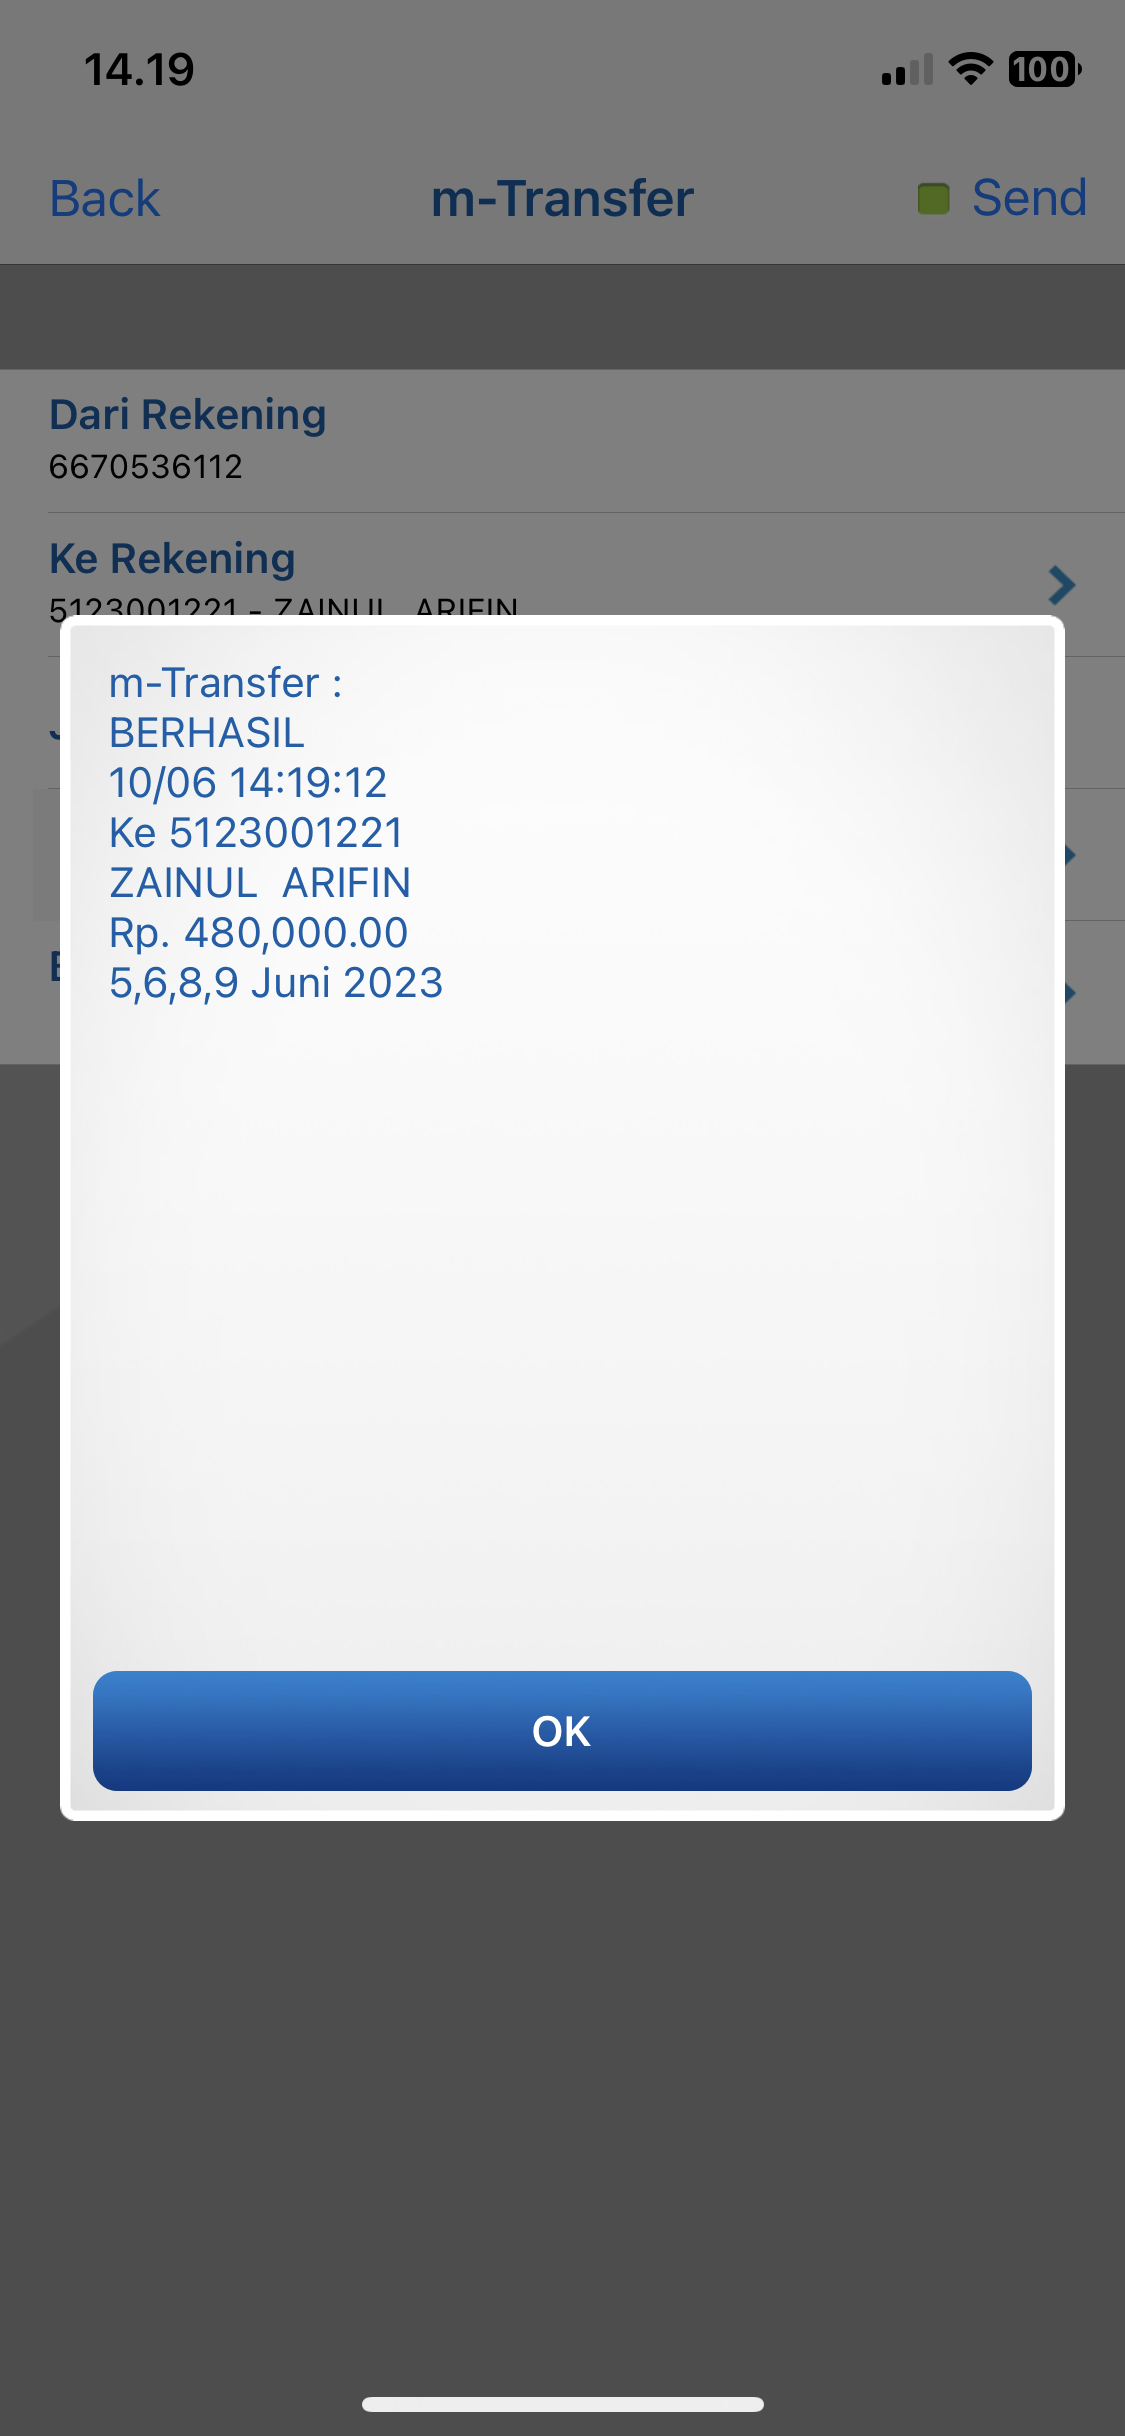 14.19
100
Back
m-Transfer
Send
Dari Rekening
6670536112
Ke Rekening
5123001221 - ZAINUL ARIFIN
m-Transfer :
BERHASIL
10/06 14:19:12
Ke 5123001221
ZAINUL ARIFIN
Rp. 480,000.00
5,6,8,9 Juni 2023
OK